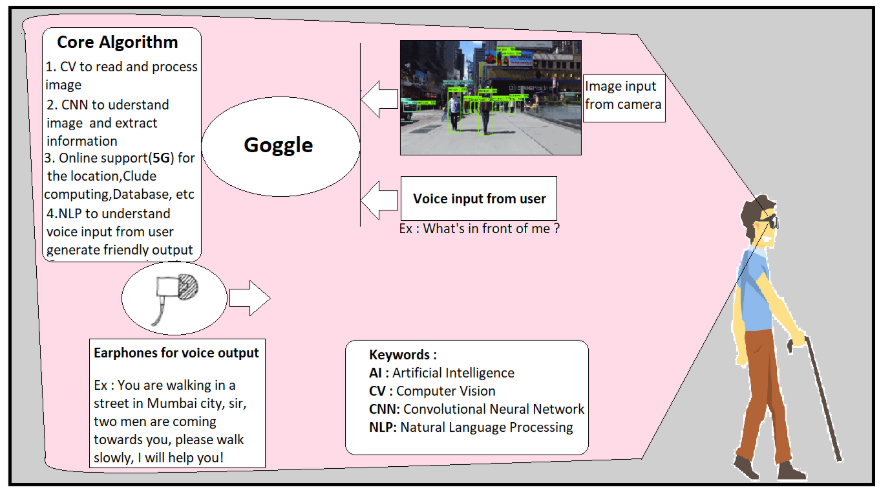 Core Algorithm
1. CV to read and process
image
2. CNN to uderstand
image and extract
information
3. Online support(5G) for
the location,Clude
computing,Database, etc
4.NLP to understand
voice input from user
generate friendly output
Goggle
Image input
from camera
Voice input from user
Ex : What's in front of me ?
Earphones for voice output
Ex : You are walking in a
street in Mumbai city, sir,
two men are coming
towards you, please walk
slowly, I will help you!
Keywords :
AI : Artificial Intelligence
CV : Computer Vision
CNN: Convolutional Neural Network
NLP: Natural Language Processing